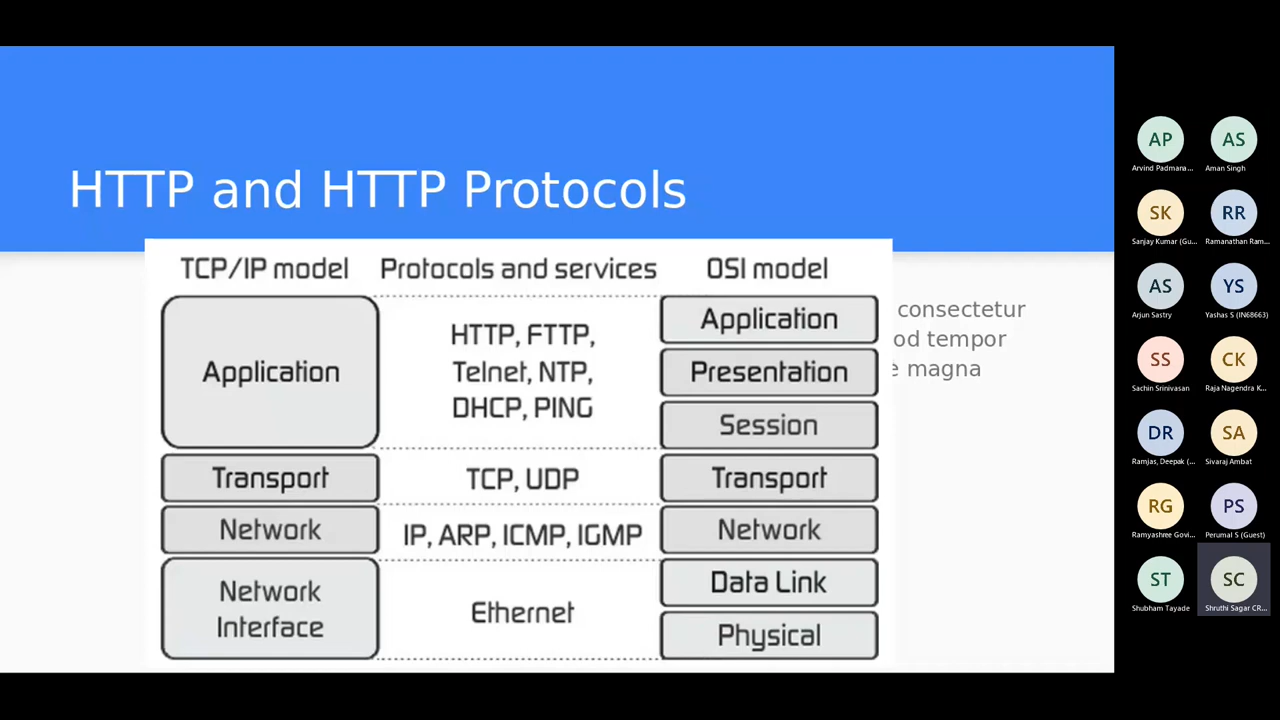 HTTP and HTTP Protocols
TCP/IP model Protocols and services OSI model
Application
HTTP, FTTP,
Telnet, NTP,
DHCP, PING
Application
Presentation
Session
Transport TCP, UDP Transport
Network IP, ARP, ICMP, IGMP Network
Network
Interface
Ethernet
Data Link
Physical
consectetur
od tempor
e magna
AP AS
Arvind Padmana... Aman Singh
SK RR
Sanjay Kumar (Gu... Ramanathan Ram...
AS YS
Arjun Sastry Yashas S (IN68663)
SS CK
Sachin Srinivasan Raja Nagendra K...
DR SA
Ramjas, Deepak (... Sivaraj Ambat
RG PS
Ramyashree Govi... Perumal S (Guest)
ST SC
Shubham Tayade Shruthi Sagar CR...